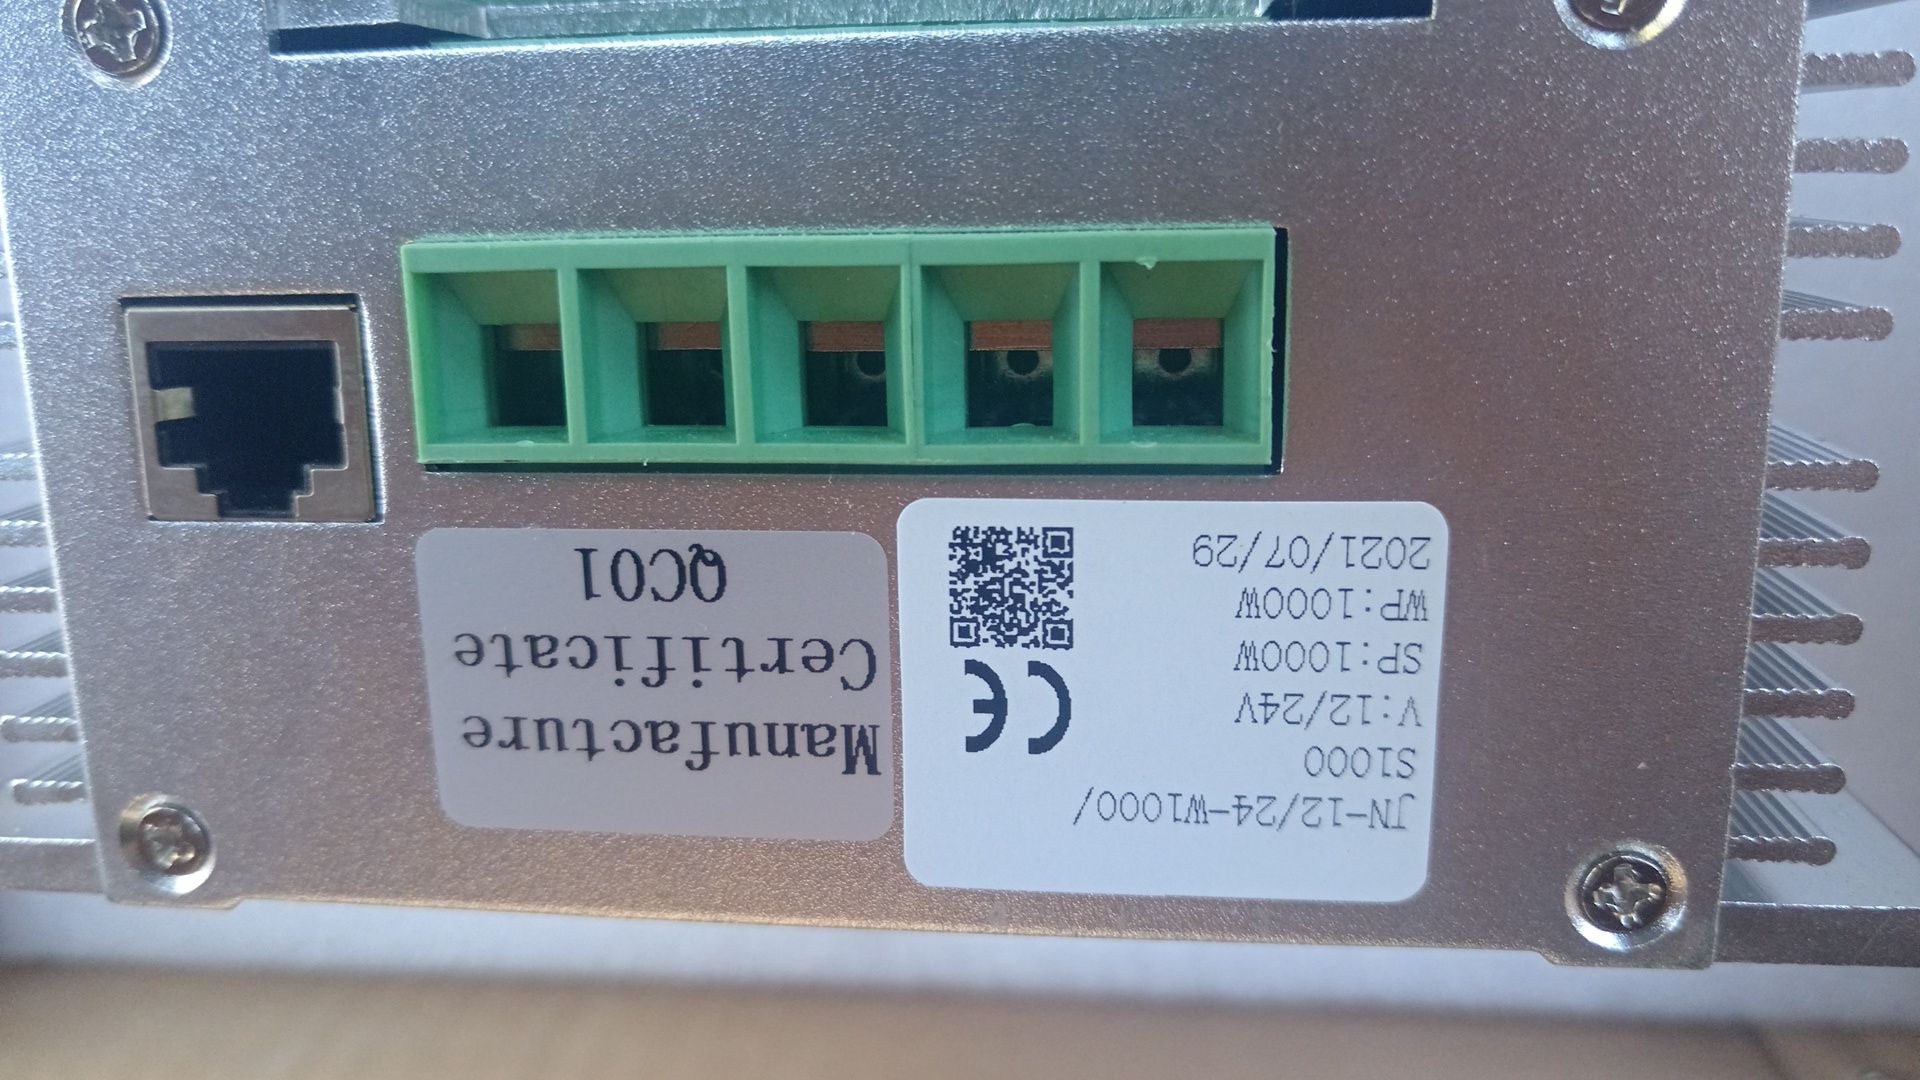 JN-12/24-W1000/
S1000
V:12/24V
SP:1000W
WP:1000W
2021/07/29
CE
Manufacture
Certificate
QC01